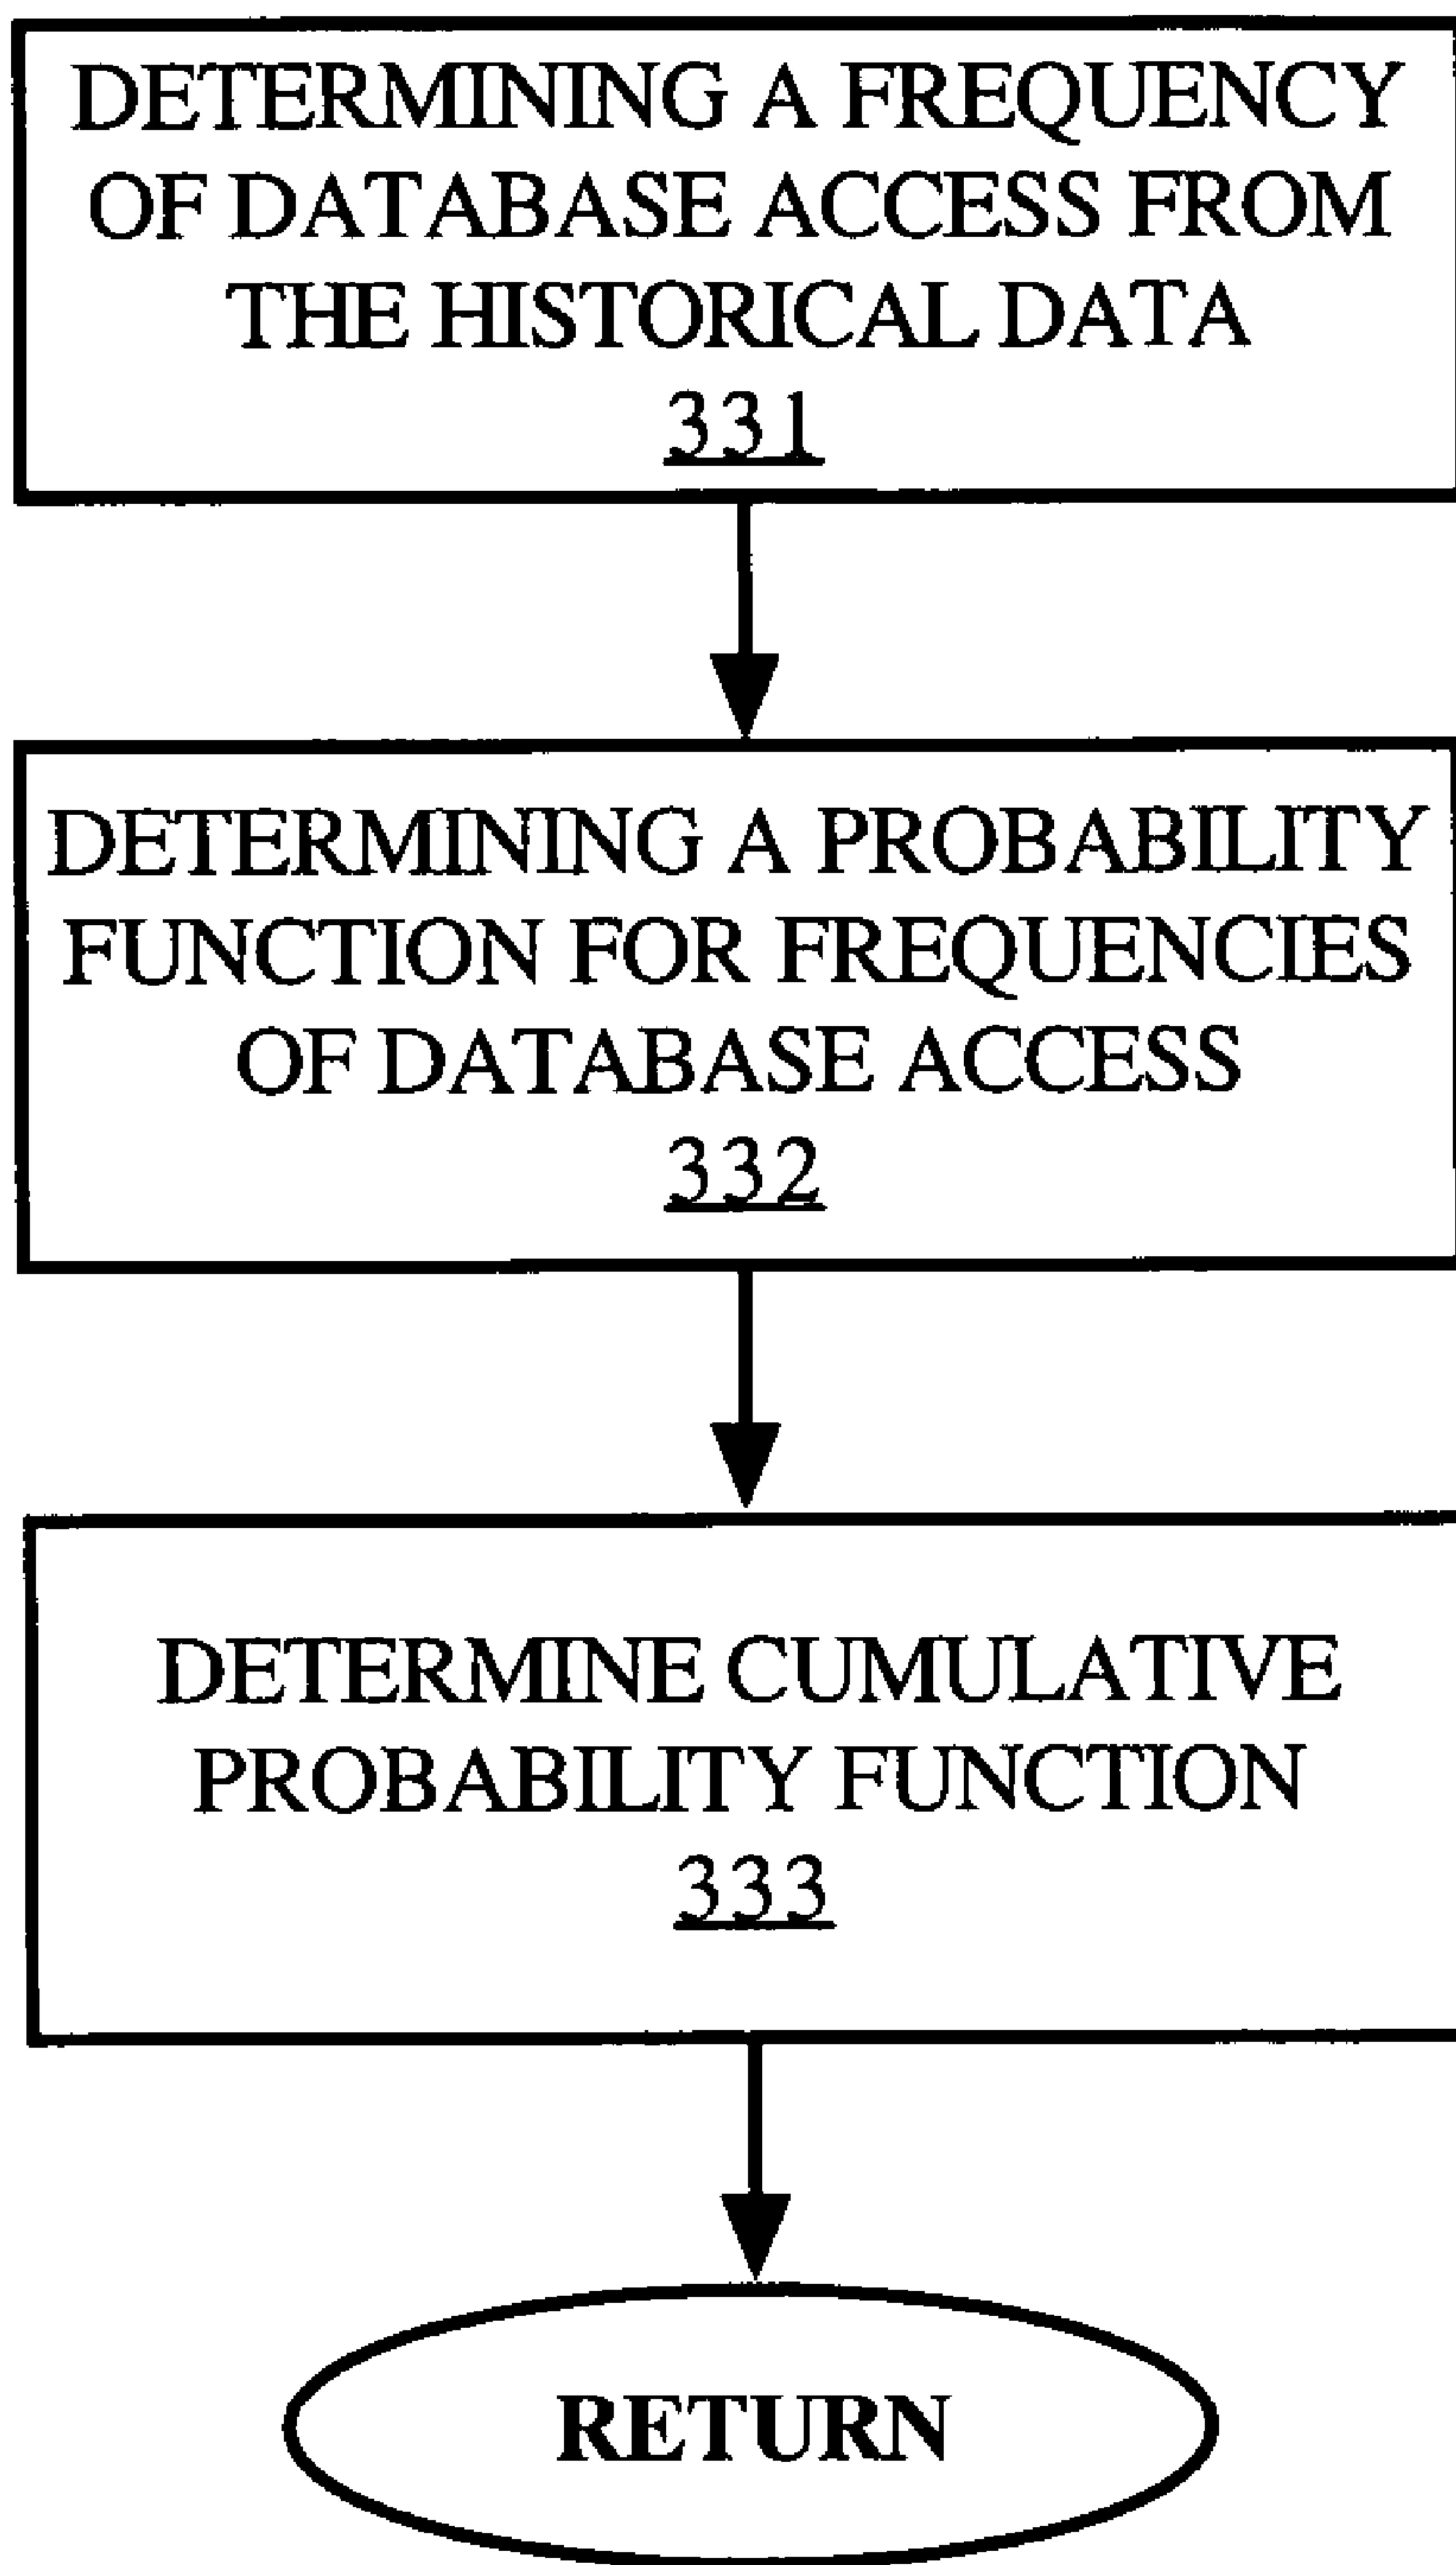 DETERMINING A FREQUENCY
OF DATABASE ACCESS FROM
THE HISTORICAL DATA
331
DETERMINING A PROBABILITY
FUNCTION FOR FREQUENCIES
OF DATABASE ACCESS
332
DETERMINE CUMULATIVE
PROBABILITY FUNCTION
333
RETURN